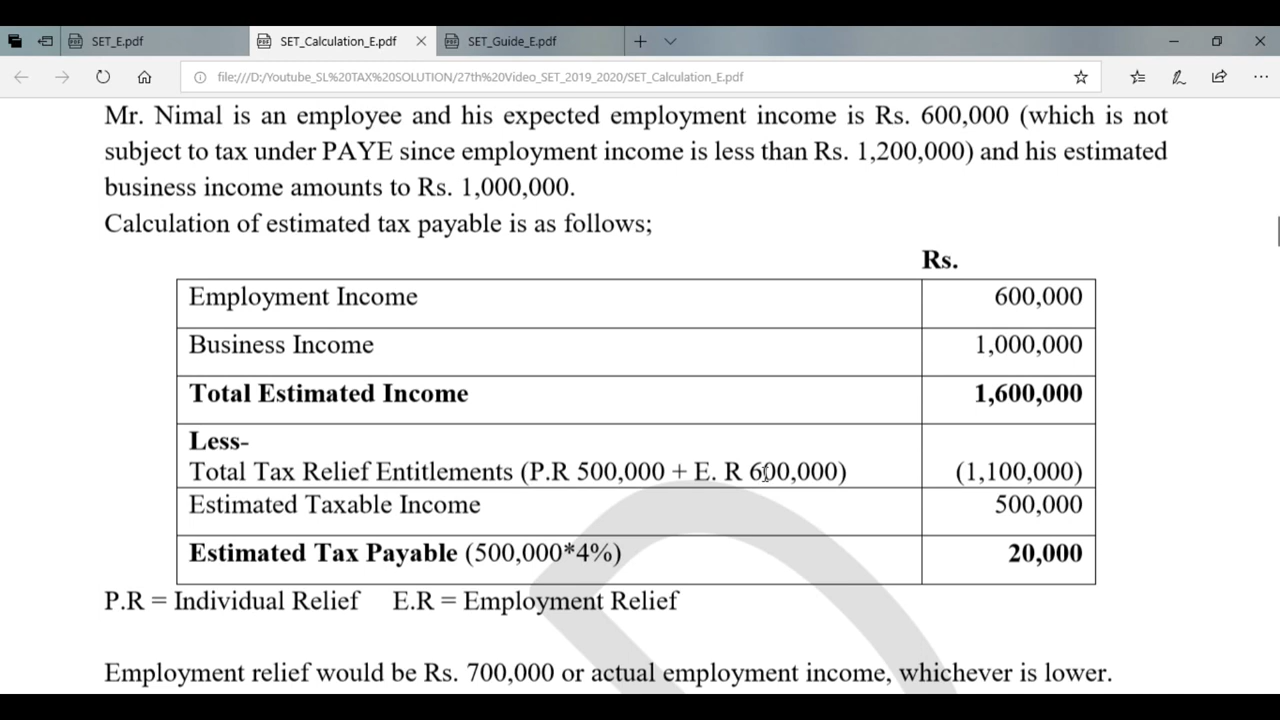 SET_E.pdf
SET_Calculation_E.pdf
SET_Guide_E.pdf
file:///D:/Youtube_SL%20TAX%20SOLUTION/27th%20Video_SET_2019_2020/SET_Calculation_E.pdf
Mr. Nimal is an employee and his expected employment income is Rs. 600,000 (which is not
subject to tax under PAYE since employment income is less than Rs. 1,200,000) and his estimated
business income amounts to Rs. 1,000,000.
Calculation of estimated tax payable is as follows;
Rs.
Employment Income 600,000
Business Income 1,000,000
Total Estimated Income 1,600,000
Less-
Total Tax Relief Entitlements (P.R 500,000 + E. R 600,000) (1,100,000)
Estimated Taxable Income 500,000
Estimated Tax Payable (500,000*4%) 20,000
P.R = Individual Relief E.R = Employment Relief
Employment relief would be Rs. 700,000 or actual employment income, whichever is lower.